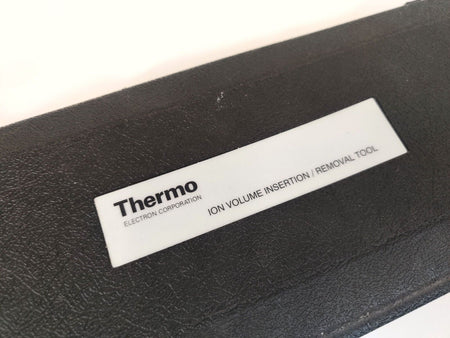 Thermo
ELECTRON CORPORATION
ION VOLUME INSERTION / REMOVAL TOOL